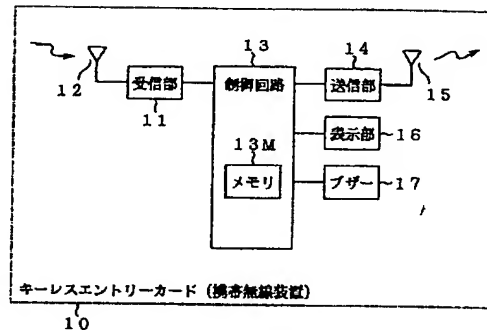 13
14
12
受信部
制御回路
送信部
15
11
13M
表示部
16
メモリ
ブザー
17
キーレスエントリーカード (携帯無線装置)
10